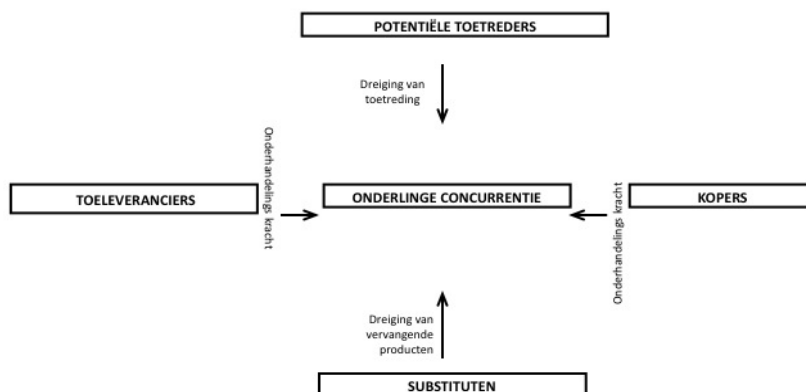 POTENTIËLE TOETREDERS
Dreiging van
toetreding
TOELEVERANCIERS
Onderhandelings
kracht
ONDERLINGE CONCURRENTIE
Onderhandelings kracht
KOPERS
Dreiging van
vervangende
producten
SUBSTITUTEN